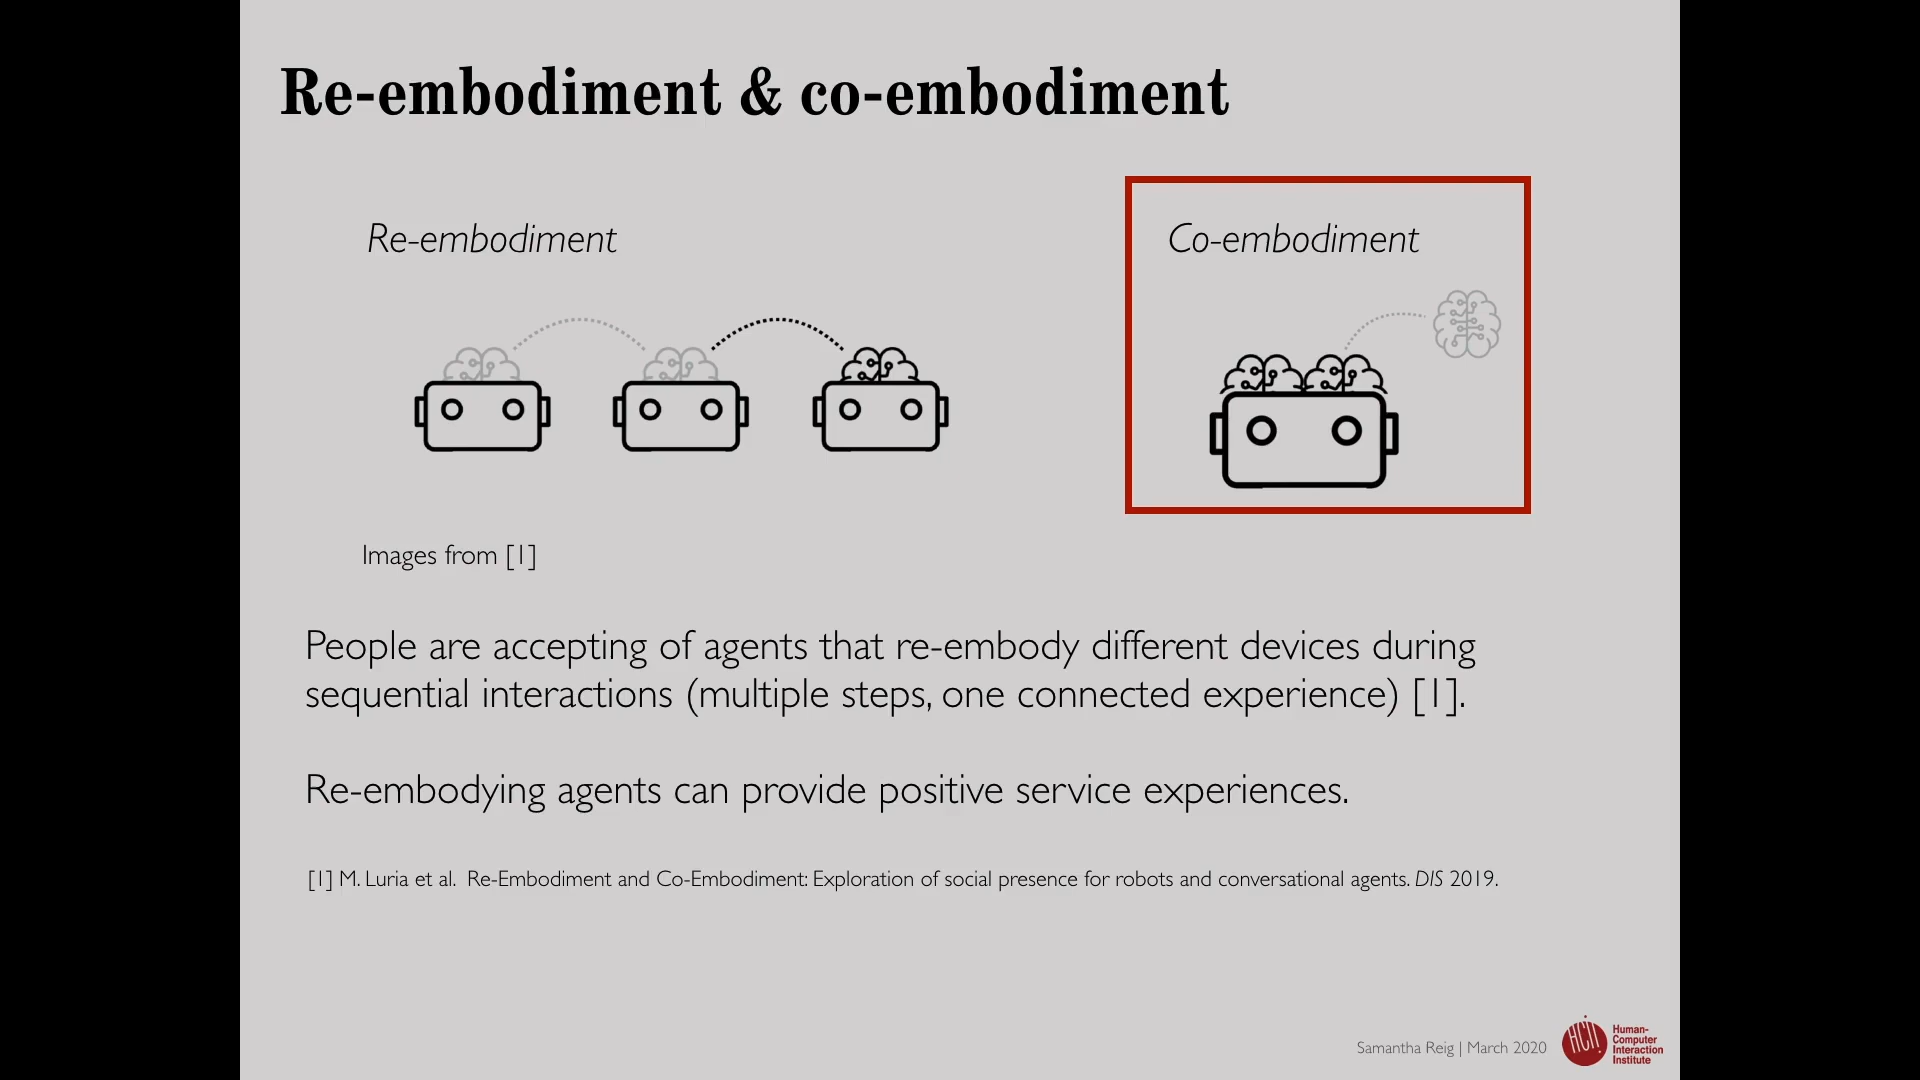 Re-embodiment & co-embodiment
Re-embodiment
Co-embodiment
Images from [1]
People are accepting of agents that re-embody different devices during
sequential interactions (multiple steps, one connected experience) [1].
Re-embodying agents can provide positive service experiences.
[1] M. Luria et al. Re-Embodiment and Co-Embodiment: Exploration of social presence for robots and conversational agents. DIS 2019.
Samantha Reig | March 2020
HCII
Human-
Computer
Interaction
Institute